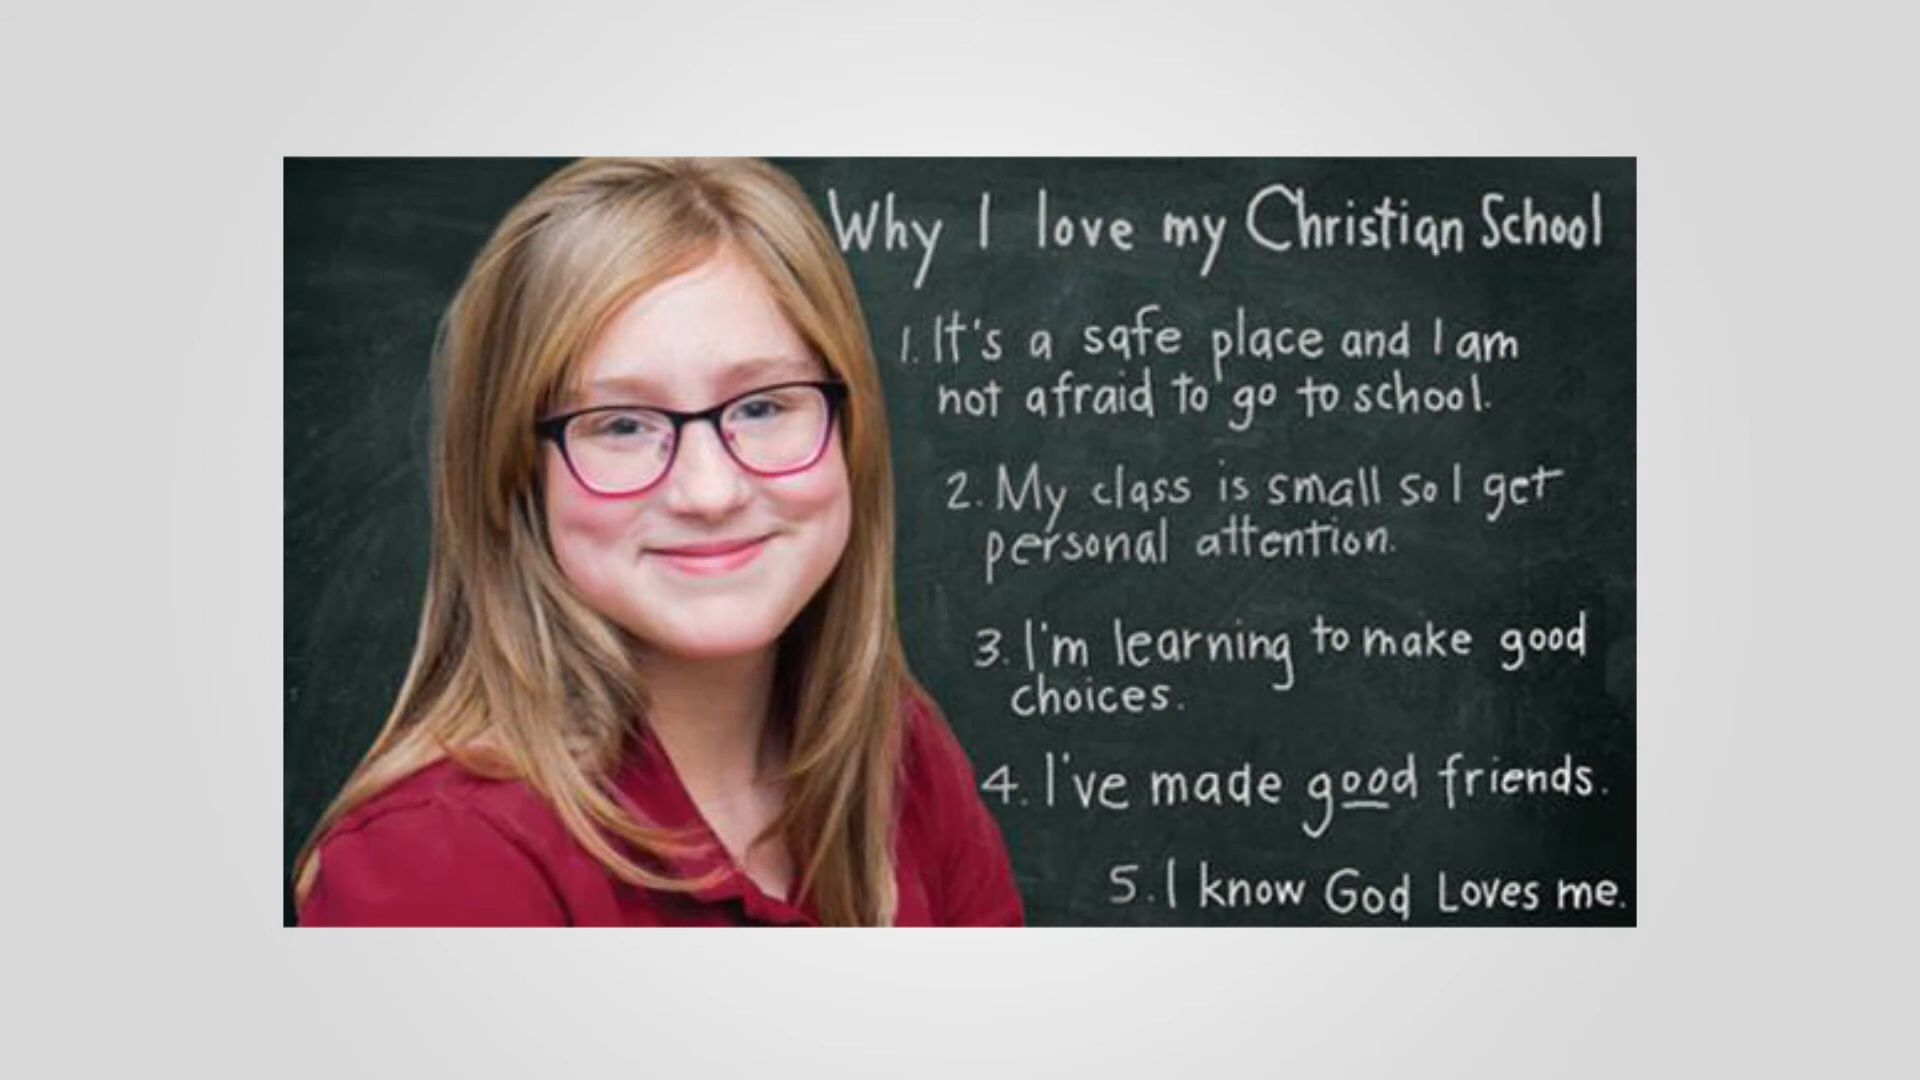 Why I love my Christian School
1. It's a safe place and I am
not afraid to go to school.
2. My class is small so I get
personal attention.
3. I'm learning to make good
choices.
4. I've made good friends.
5. I know God Loves me.